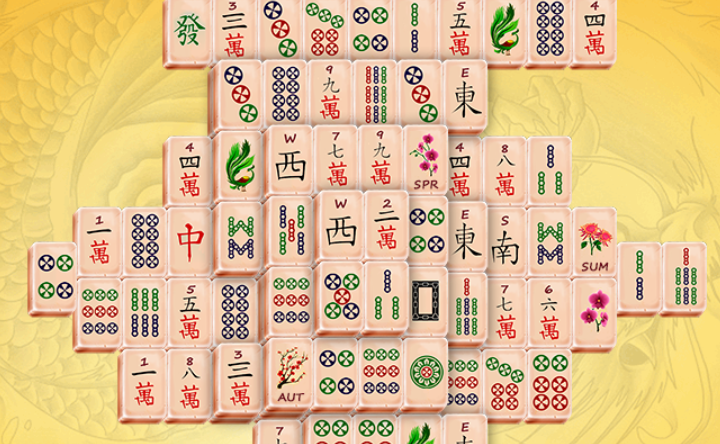 發 3 三萬 5 五萬 4 四萬
9 九萬 E 東
4 四萬 W 西 7 七萬 9 九萬 SPR 四萬 8 八萬
1 一萬 中 W 西 2 二萬 E 東 S 南 SUM
5 五萬 7 七萬 6 六萬
1 一萬 8 八萬 3 三萬 AUT
7 E